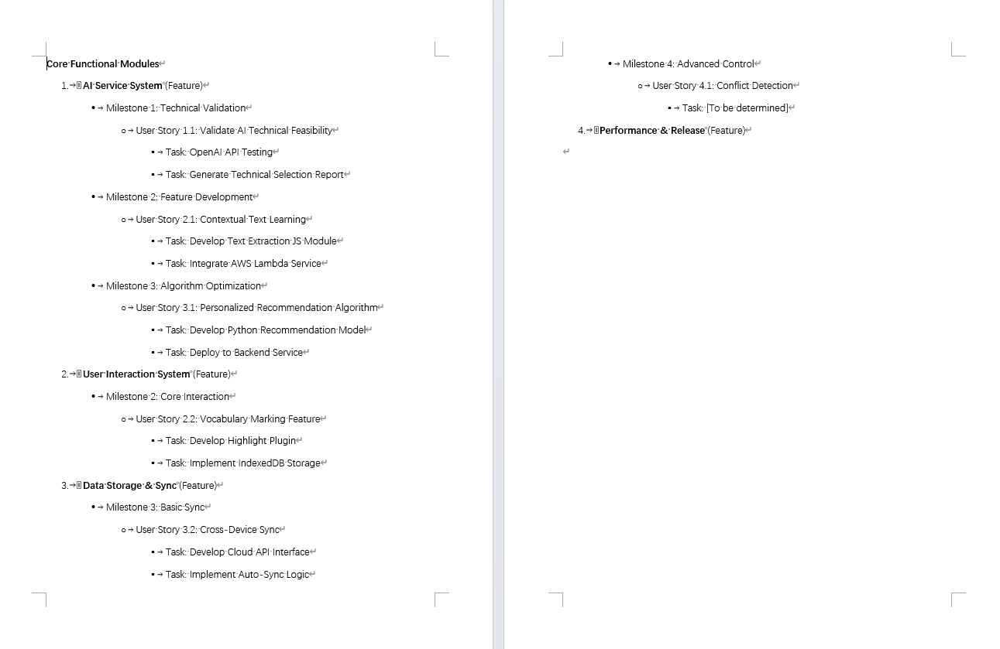 Core Functional Modules
1. AI Service System (Feature)
• Milestone 1: Technical Validation
o User Story 1.1: Validate AI Technical Feasibility
▪ Task: OpenAI API Testing
▪ Task: Generate Technical Selection Report
• Milestone 2: Feature Development
o User Story 2.1: Contextual Text Learning
▪ Task: Develop Text Extraction JS Module
▪ Task: Integrate AWS Lambda Service
• Milestone 3: Algorithm Optimization
o User Story 3.1: Personalized Recommendation Algorithm
▪ Task: Develop Python Recommendation Model
▪ Task: Deploy to Backend Service
2. User Interaction System (Feature)
• Milestone 2: Core Interaction
o User Story 2.2: Vocabulary Marking Feature
▪ Task: Develop Highlight Plugin
▪ Task: Implement IndexedDB Storage
3. Data Storage & Sync (Feature)
• Milestone 3: Basic Sync
o User Story 3.2: Cross-Device Sync
▪ Task: Develop Cloud API Interface
▪ Task: Implement Auto-Sync Logic
• Milestone 4: Advanced Control
o User Story 4.1: Conflict Detection
▪ Task: [To be determined]
4. Performance & Release (Feature)